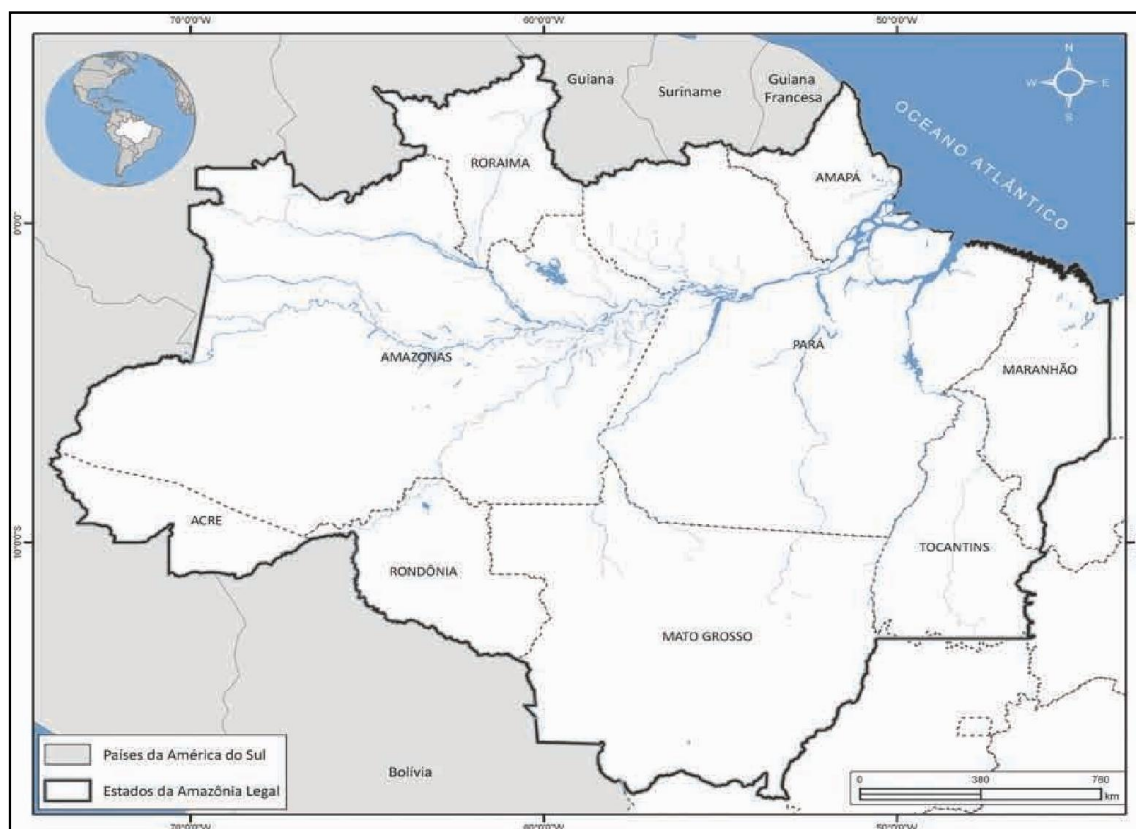 70°0'0"W 60°0'0"W 50°0'0"W
N
W E
S
Guiana
Suriname
Guiana
Francesa
OCEANO ATLÂNTICO
RORAIMA
AMAPÁ
0°0'0"
AMAZONAS
PARÁ
MARANHÃO
ACRE
10°0'0"S
RONDÔNIA
TOCANTINS
MATO GROSSO
Bolívia
Países da América do Sul
Estados da Amazônia Legal
0 380 760
km
70°0'0"W 60°0'0"W 50°0'0"W